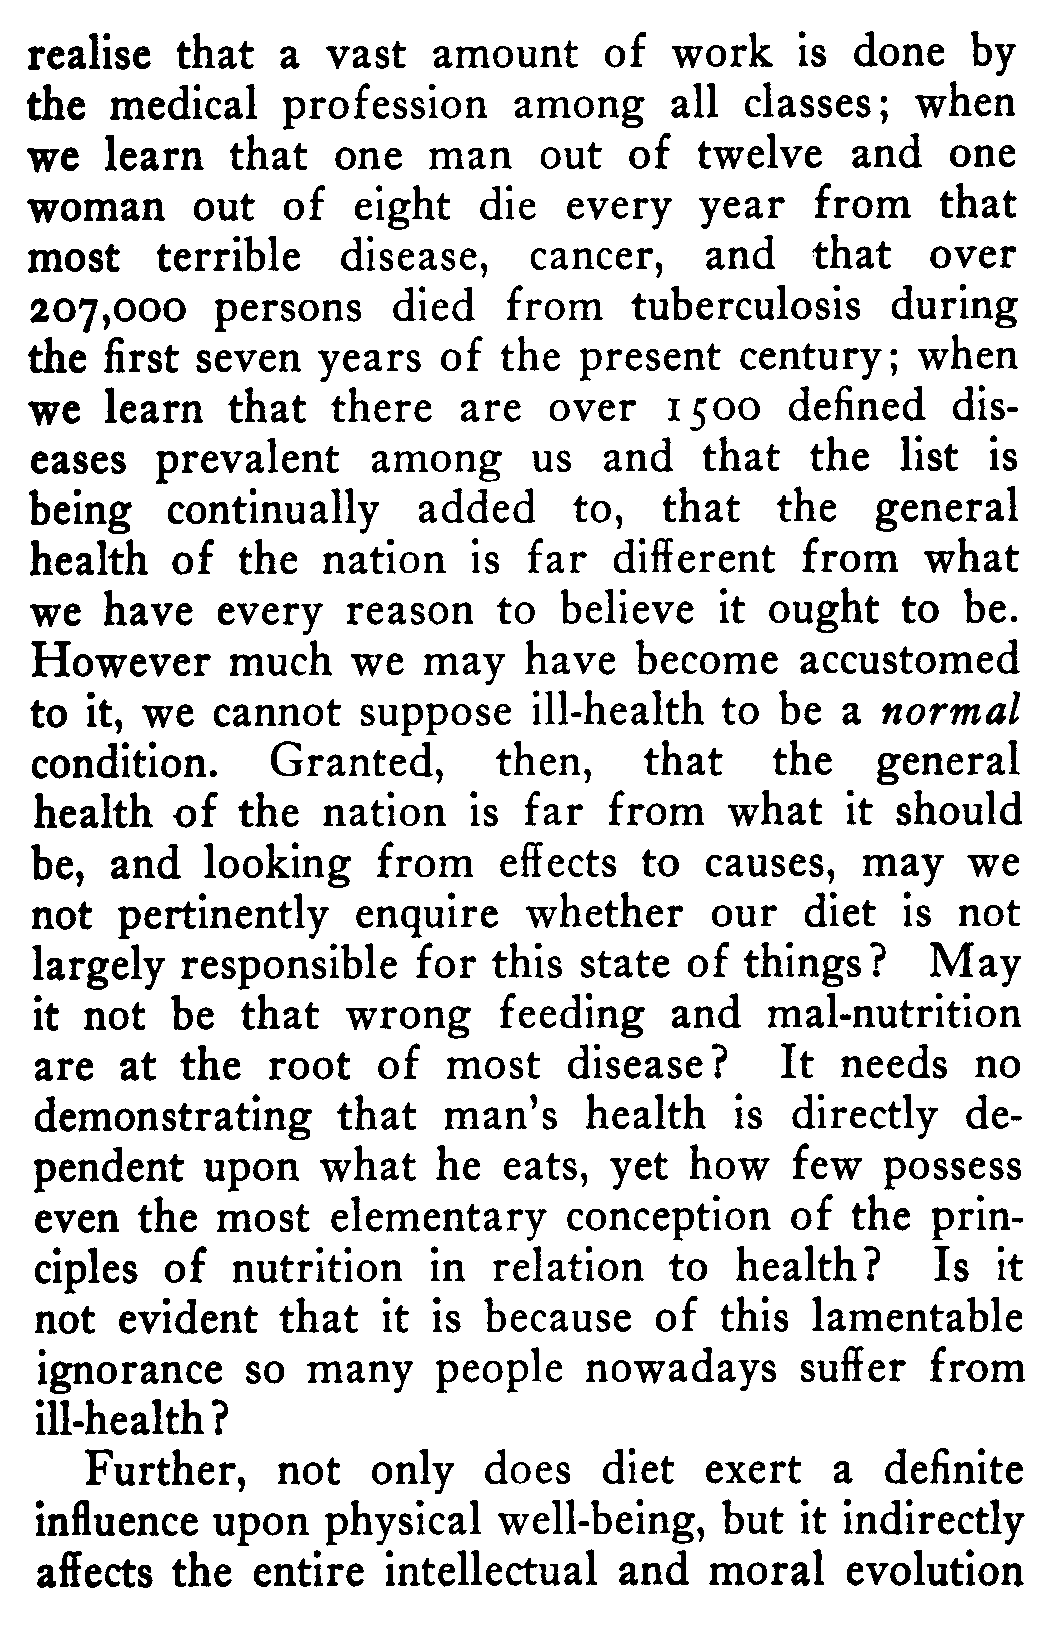 realise that a vast amount of work is done by
the medical profession among all classes; when
we learn that one man out of twelve and one
woman out of eight die every year from that
most terrible disease, cancer, and that over
207,000 persons died from tuberculosis during
the first seven years of the present century; when
we learn that there are over 1500 defined dis-
eases prevalent among us and that the list is
being continually added to, that the general
health of the nation is far different from what
we have every reason to believe it ought to be.
However much we may have become accustomed
to it, we cannot suppose ill-health to be a normal
condition. Granted, then, that the general
health of the nation is far from what it should
be, and looking from effects to causes, may we
not pertinently enquire whether our diet is not
largely responsible for this state of things? May
it not be that wrong feeding and mal-nutrition
are at the root of most disease? It needs no
demonstrating that man's health is directly de-
pendent upon what he eats, yet how few possess
even the most elementary conception of the prin-
ciples of nutrition in relation to health? Is it
not evident that it is because of this lamentable
ignorance so many people nowadays suffer from
ill-health?
Further, not only does diet exert a definite
influence upon physical well-being, but it indirectly
affects the entire intellectual and moral evolution